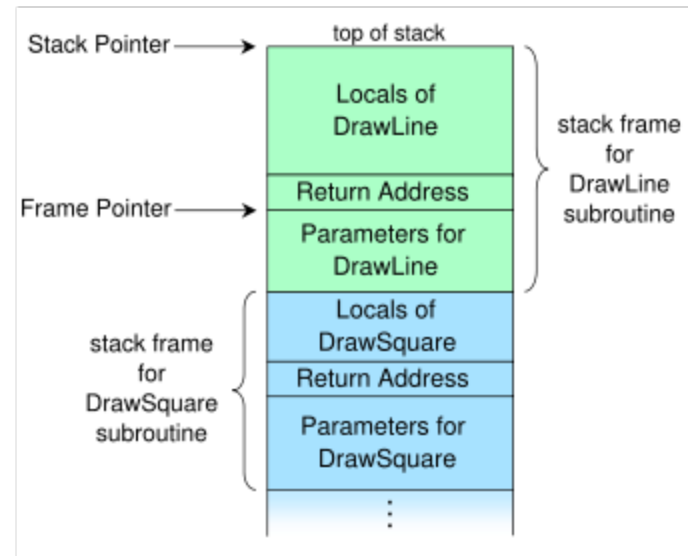 top of stack
Stack Pointer
Locals of
DrawLine
stack frame
for
DrawLine
subroutine
Return Address
Frame Pointer
Parameters for
DrawLine
Locals of
DrawSquare
stack frame
for
DrawSquare
subroutine
Return Address
Parameters for
DrawSquare
⋮